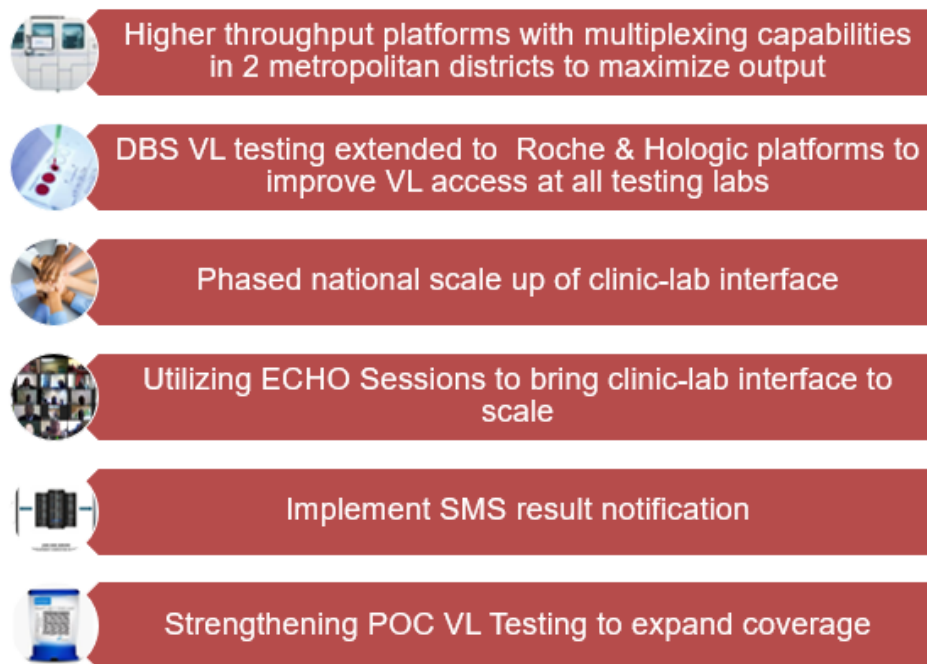 Higher throughput platforms with multiplexing capabilities
in 2 metropolitan districts to maximize output
DBS VL testing extended to Roche & Hologic platforms to
improve VL access at all testing labs
Phased national scale up of clinic-lab interface
Utilizing ECHO Sessions to bring clinic-lab interface to
scale
Implement SMS result notification
Strengthening POC VL Testing to expand coverage